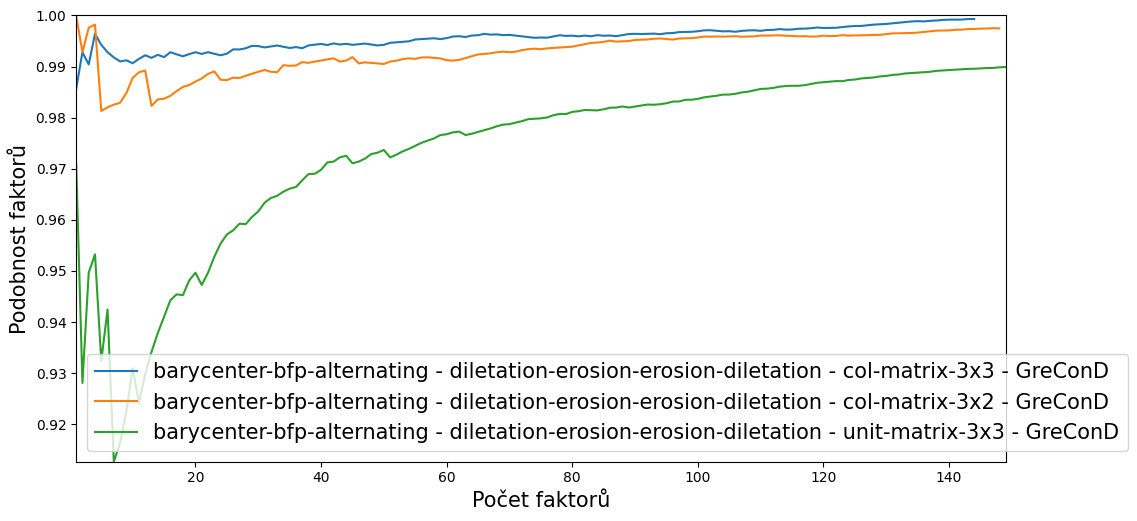 1.00
0.99
0.98
0.97
0.96
0.95
0.94
0.93
0.92
Podobnost faktorů
barycenter-bfp-alternating - diletation-erosion-erosion-diletation - col-matrix-3x3 - GreConD
barycenter-bfp-alternating - diletation-erosion-erosion-diletation - col-matrix-3x2 - GreConD
barycenter-bfp-alternating - diletation-erosion-erosion-diletation - unit-matrix-3x3 - GreConD
20 40 60 80 100 120 140
Počet faktorů